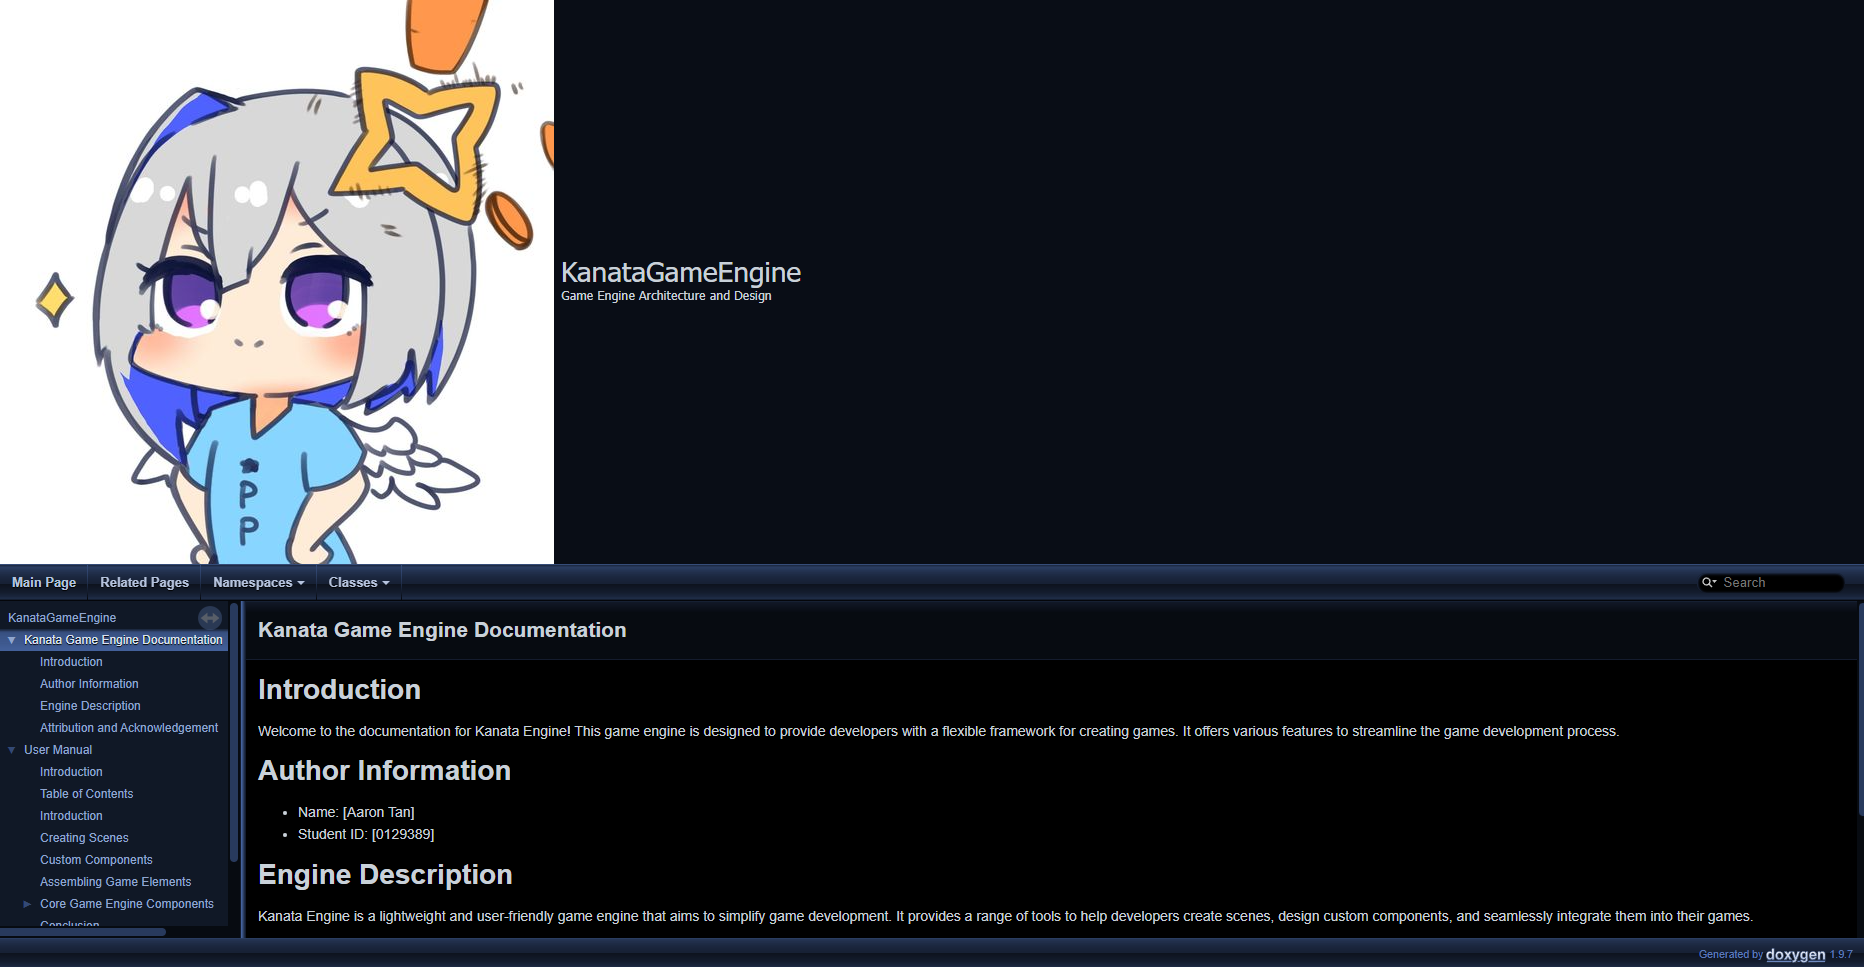 PP
KanataGameEngine
Game Engine Architecture and Design
Main Page
Related Pages
Namespaces
Classes
Search
KanataGameEngine
Kanata Game Engine Documentation
Introduction
Author Information
Engine Description
Attribution and Acknowledgement
User Manual
Introduction
Table of Contents
Introduction
Creating Scenes
Custom Components
Assembling Game Elements
Core Game Engine Components
Conclusion
Kanata Game Engine Documentation
Introduction
Welcome to the documentation for Kanata Engine! This game engine is designed to provide developers with a flexible framework for creating games. It offers various features to streamline the game development process.
Author Information
• Name: [Aaron Tan]
• Student ID: [0129389]
Engine Description
Kanata Engine is a lightweight and user-friendly game engine that aims to simplify game development. It provides a range of tools to help developers create scenes, design custom components, and seamlessly integrate them into their games.
Generated by doxygen 1.9.7